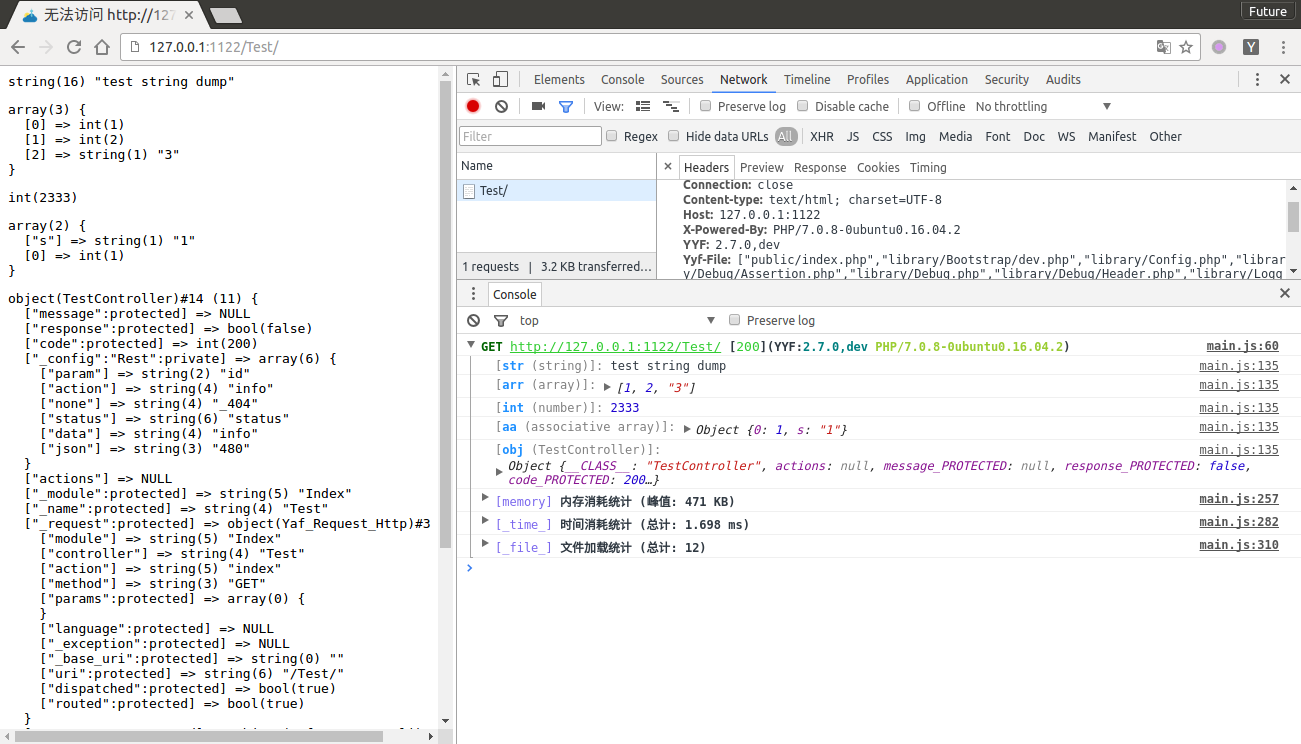 无法访问 http://127
Future
127.0.0.1:1122/Test/
Y
string(16) "test string dump"
array(3) {
[0] => int(1)
[1] => int(2)
[2] => string(1) "3"
}
int(2333)
array(2) {
["s"] => string(1) "1"
[0] => int(1)
}
object(TestController)#14 (11) {
["message":protected] => NULL
["response":protected] => bool(false)
["code":protected] => int(200)
["_config":"Rest":private] => array(6) {
["param"] => string(2) "id"
["action"] => string(4) "info"
["none"] => string(4) "_404"
["status"] => string(6) "status"
["data"] => string(4) "info"
["json"] => string(3) "480"
}
["actions"] => NULL
["_module":protected] => string(5) "Index"
["_name":protected] => string(4) "Test"
["_request":protected] => object(Yaf_Request_Http)#3
["module"] => string(5) "Index"
["controller"] => string(4) "Test"
["action"] => string(5) "index"
["method"] => string(3) "GET"
["params":protected] => array(0) {
}
["language":protected] => NULL
["_exception":protected] => NULL
["_base_uri":protected] => string(0) ""
["uri":protected] => string(6) "/Test/"
["dispatched":protected] => bool(true)
["routed":protected] => bool(true)
}
Elements Console Sources Network Timeline Profiles Application Security Audits
View: Preserve log Disable cache Offline No throttling
Filter Regex Hide data URLs All XHR JS CSS Img Media Font Doc WS Manifest Other
Name
Test/
1 requests | 3.2 KB transferred…
Headers Preview Response Cookies Timing
Connection: close
Content-type: text/html; charset=UTF-8
Host: 127.0.0.1:1122
X-Powered-By: PHP/7.0.8-0ubuntu0.16.04.2
YYF: 2.7.0,dev
Yyf-File: ["public/index.php","library/Bootstrap/dev.php","library/Config.php","librar
y/Debug/Assertion.php","library/Debug.php","library/Debug/Header.php","library/Logg
Console
top Preserve log
GET http://127.0.0.1:1122/Test/ [200](YYF:2.7.0,dev PHP/7.0.8-0ubuntu0.16.04.2) main.js:60
[str (string)]: test string dump main.js:135
[arr (array)]: [1, 2, "3"] main.js:135
[int (number)]: 2333 main.js:135
[aa (associative array)]: Object {0: 1, s: "1"} main.js:135
[obj (TestController)]: main.js:135
Object {__CLASS__: "TestController", actions: null, message_PROTECTED: null, response_PROTECTED: false,
code_PROTECTED: 200…}
[memory] 内存消耗统计 (峰值: 471 KB) main.js:257
[_time_] 时间消耗统计 (总计: 1.698 ms) main.js:282
[_file_] 文件加载统计 (总计: 12) main.js:310